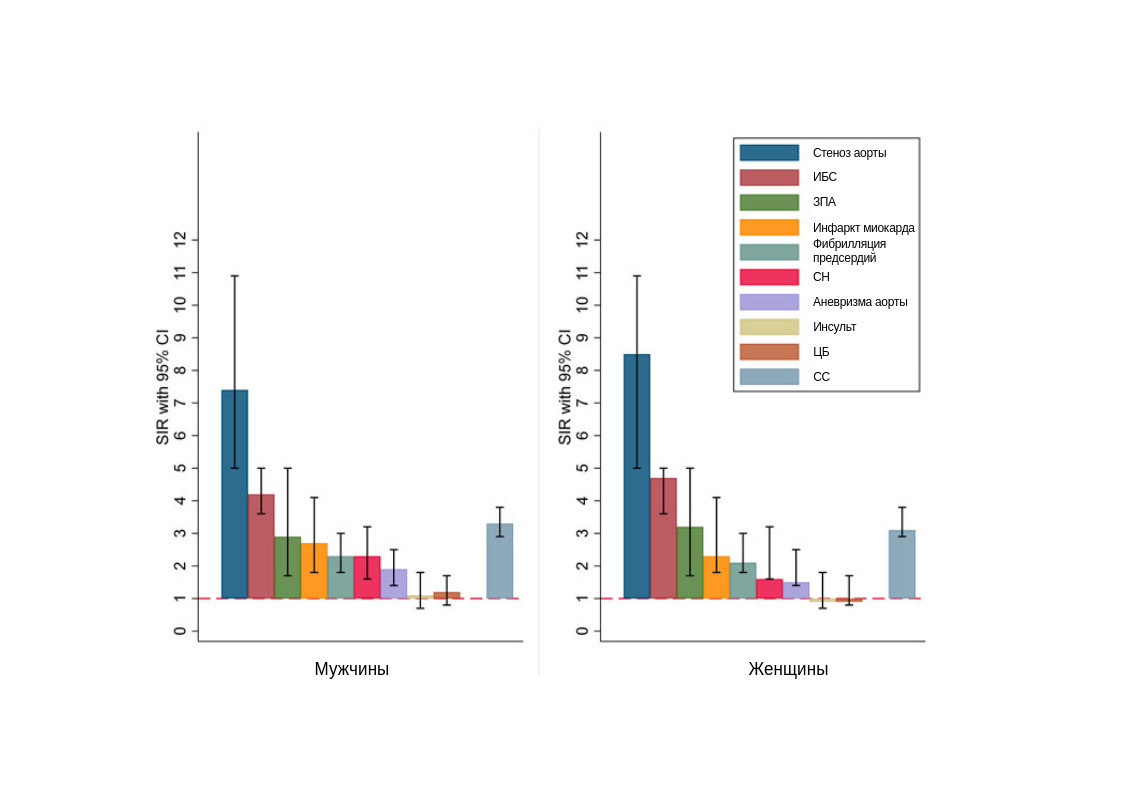 SIR with 95% CI
12
11
10
9
8
7
6
5
4
3
2
1
0
Мужчины
SIR with 95% CI
12
11
10
9
8
7
6
5
4
3
2
1
0
Женщины
Стеноз аорты
ИБС
ЗПА
Инфаркт миокарда
Фибрилляция
предсердий
СН
Аневризма аорты
Инсульт
ЦБ
СС